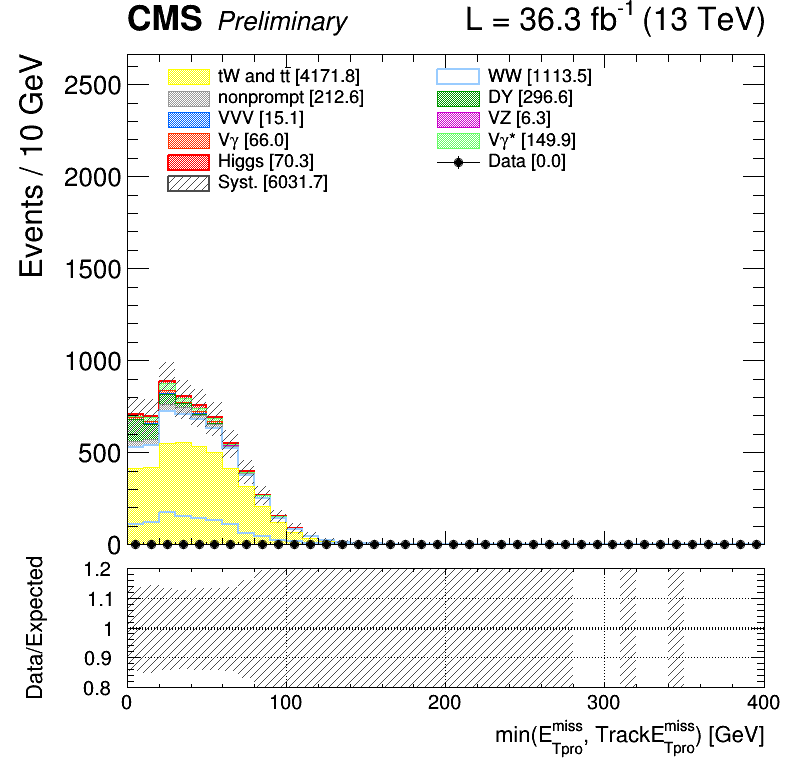 CMS Preliminary L = 36.3 fb⁻¹ (13 TeV)
Events / 10 GeV
2500
2000
1500
1000
500
0
tW and tt̄ [4171.8]
nonprompt [212.6]
VVV [15.1]
Vγ [66.0]
Higgs [70.3]
Syst. [6031.7]
WW [1113.5]
DY [296.6]
VZ [6.3]
Vγ* [149.9]
Data [0.0]
Data/Expected
1.2
1.1
1
0.9
0.8
0 100 200 300 400
min(E_Tpro^miss, TrackE_Tpro^miss) [GeV]